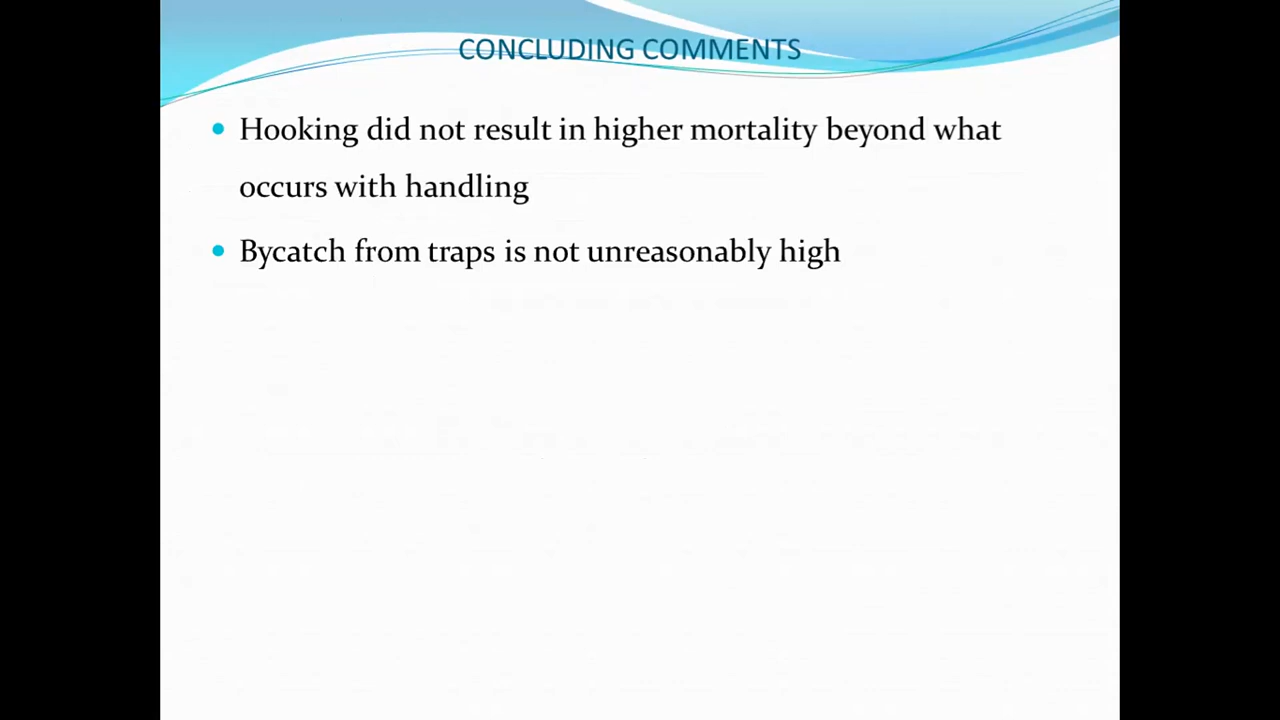 CONCLUDING COMMENTS
• Hooking did not result in higher mortality beyond what
occurs with handling
• Bycatch from traps is not unreasonably high